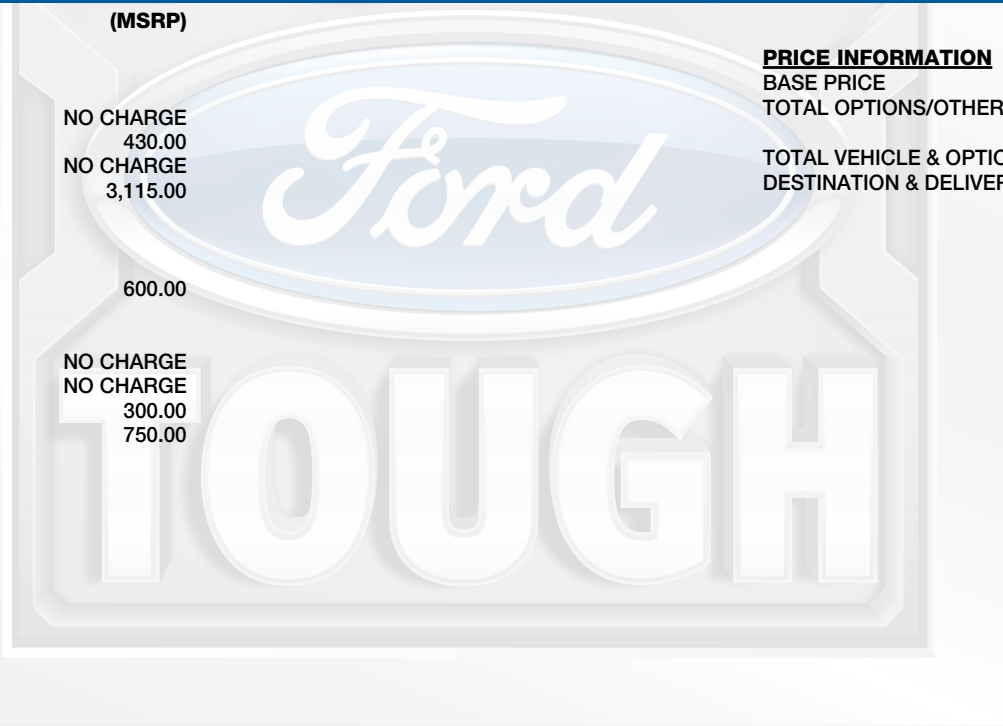 (MSRP)
NO CHARGE
430.00
NO CHARGE
3,115.00
600.00
NO CHARGE
NO CHARGE
300.00
750.00
PRICE INFORMATION
BASE PRICE
TOTAL OPTIONS/OTHER
TOTAL VEHICLE & OPTIO
DESTINATION & DELIVER
Ford
TOUGH